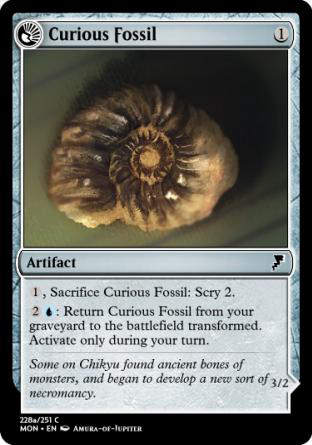 Curious Fossil 1
Artifact
1, Sacrifice Curious Fossil: Scry 2.
2 : Return Curious Fossil from your
graveyard to the battlefield transformed.
Activate only during your turn.
Some on Chikyu found ancient bones of
monsters, and began to develop a new sort of
necromancy.
3/2
228a/251 C
MON • EN Amura-of-Jupiter